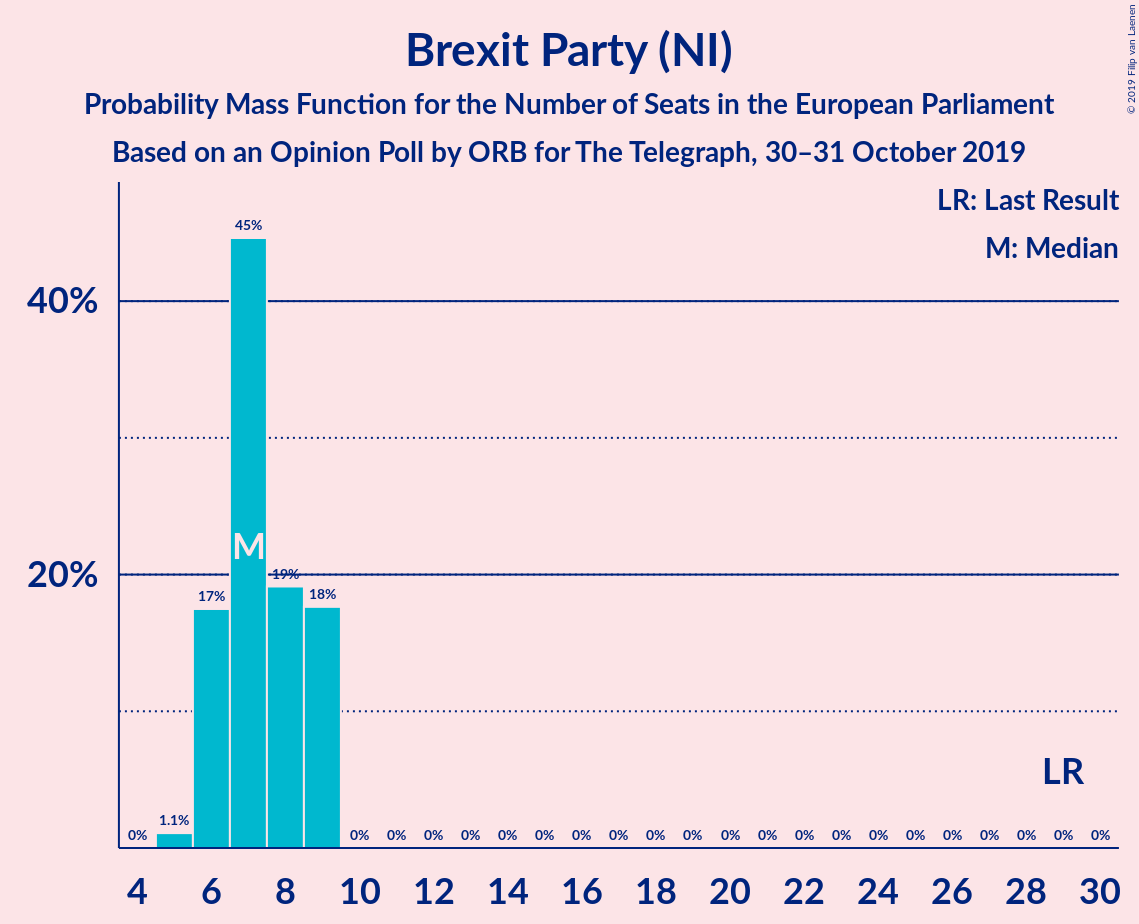 Brexit Party (NI)
Probability Mass Function for the Number of Seats in the European Parliament
Based on an Opinion Poll by ORB for The Telegraph, 30–31 October 2019
© 2019 Filip van Laenen
LR: Last Result
M: Median
45%
40%
M
20%
19%
17%
18%
LR
1.1%
0% 0% 0% 0% 0% 0% 0% 0% 0% 0% 0% 0% 0% 0% 0% 0% 0% 0% 0% 0% 0% 0%
4 6 8 10 12 14 16 18 20 22 24 26 28 30